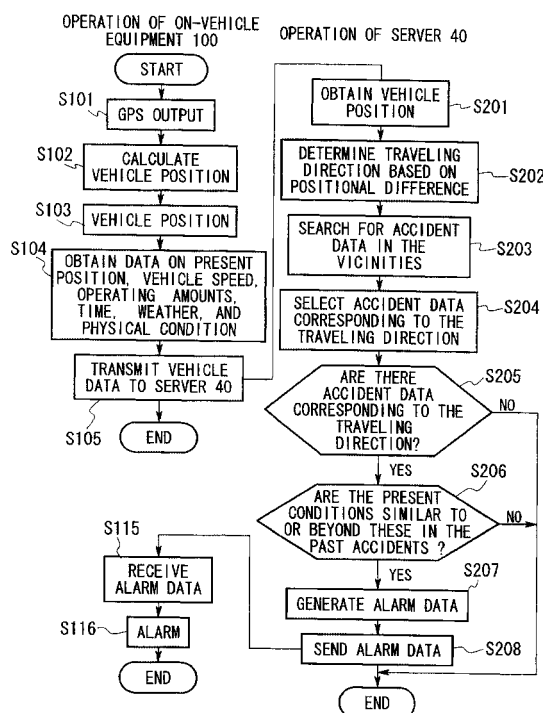 OPERATION OF ON-VEHICLE
EQUIPMENT 100
START
S101
GPS OUTPUT
S102
CALCULATE
VEHICLE POSITION
S103
VEHICLE POSITION
S104
OBTAIN DATA ON PRESENT
POSITION, VEHICLE SPEED,
OPERATING AMOUNTS,
TIME, WEATHER, AND
PHYSICAL CONDITION
TRANSMIT VEHICLE
DATA TO SERVER 40
S105
END
OPERATION OF SERVER 40
OBTAIN VEHICLE
POSITION
S201
DETERMINE TRAVELING
DIRECTION BASED ON
POSITIONAL DIFFERENCE
S202
SEARCH FOR ACCIDENT
DATA IN THE
VICINITIES
S203
SELECT ACCIDENT DATA
CORRESPONDING TO THE
TRAVELING DIRECTION
S204
ARE THERE
ACCIDENT DATA
CORRESPONDING TO THE
TRAVELING
DIRECTION?
S205
NO
YES
S206
ARE THE PRESENT
CONDITIONS SIMILAR TO
OR BEYOND THESE IN THE
PAST ACCIDENTS ?
NO
YES
S207
GENERATE ALARM DATA
SEND ALARM DATA
S208
END
S115
RECEIVE
ALARM DATA
S116
ALARM
END